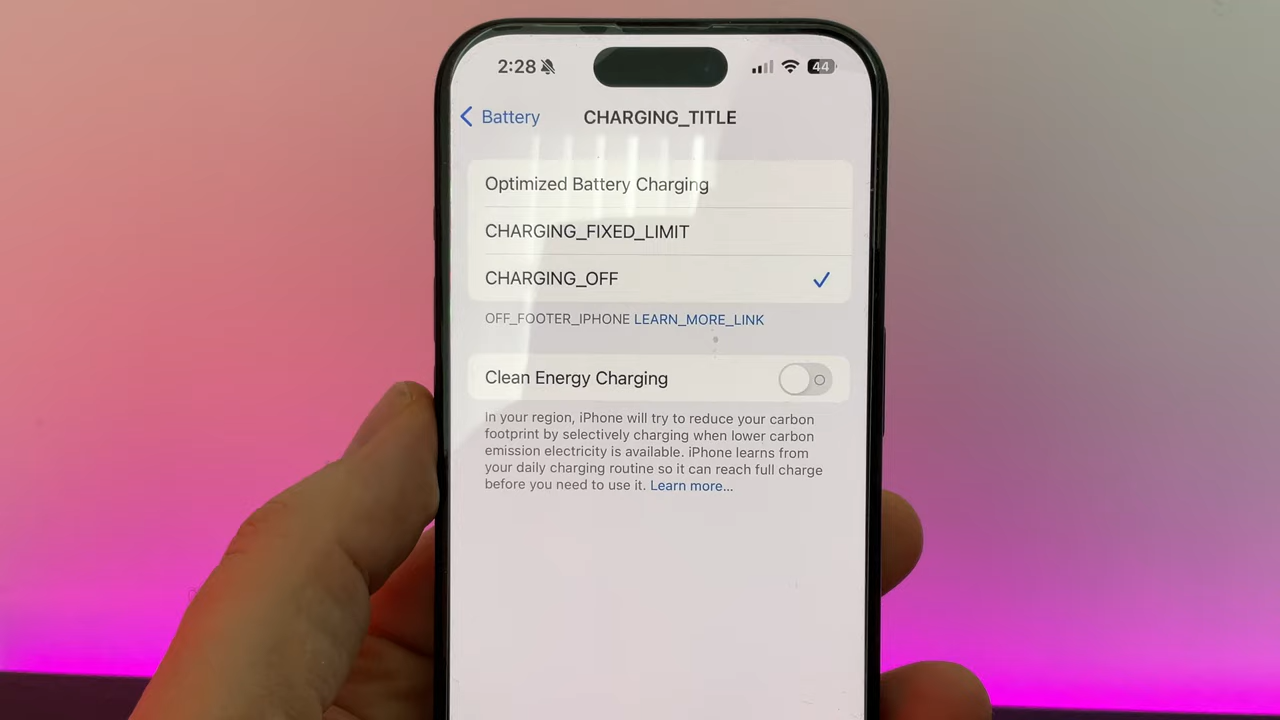 2:28 44
Battery CHARGING_TITLE
Optimized Battery Charging
CHARGING_FIXED_LIMIT
CHARGING_OFF
OFF_FOOTER_IPHONE LEARN_MORE_LINK
Clean Energy Charging
In your region, iPhone will try to reduce your carbon
footprint by selectively charging when lower carbon
emission electricity is available. iPhone learns from
your daily charging routine so it can reach full charge
before you need to use it. Learn more...